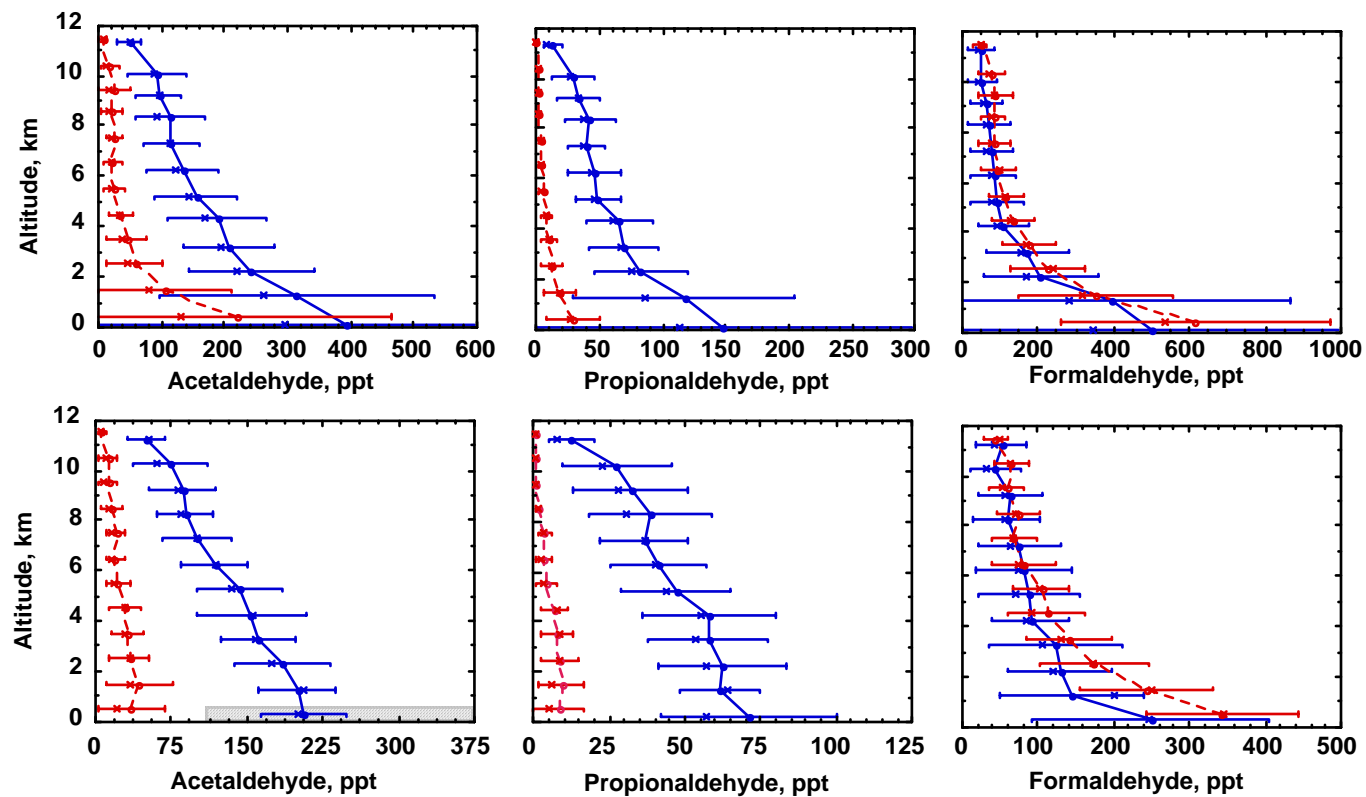 12
10
8
6
4
2
0
Altitude, km
0 100 200 300 400 500 600
Acetaldehyde, ppt
0 50 100 150 200 250 300
Propionaldehyde, ppt
0 200 400 600 800 1000
Formaldehyde, ppt
12
10
8
6
4
2
0
Altitude, km
0 75 150 225 300 375
Acetaldehyde, ppt
0 25 50 75 100 125
Propionaldehyde, ppt
0 100 200 300 400 500
Formaldehyde, ppt